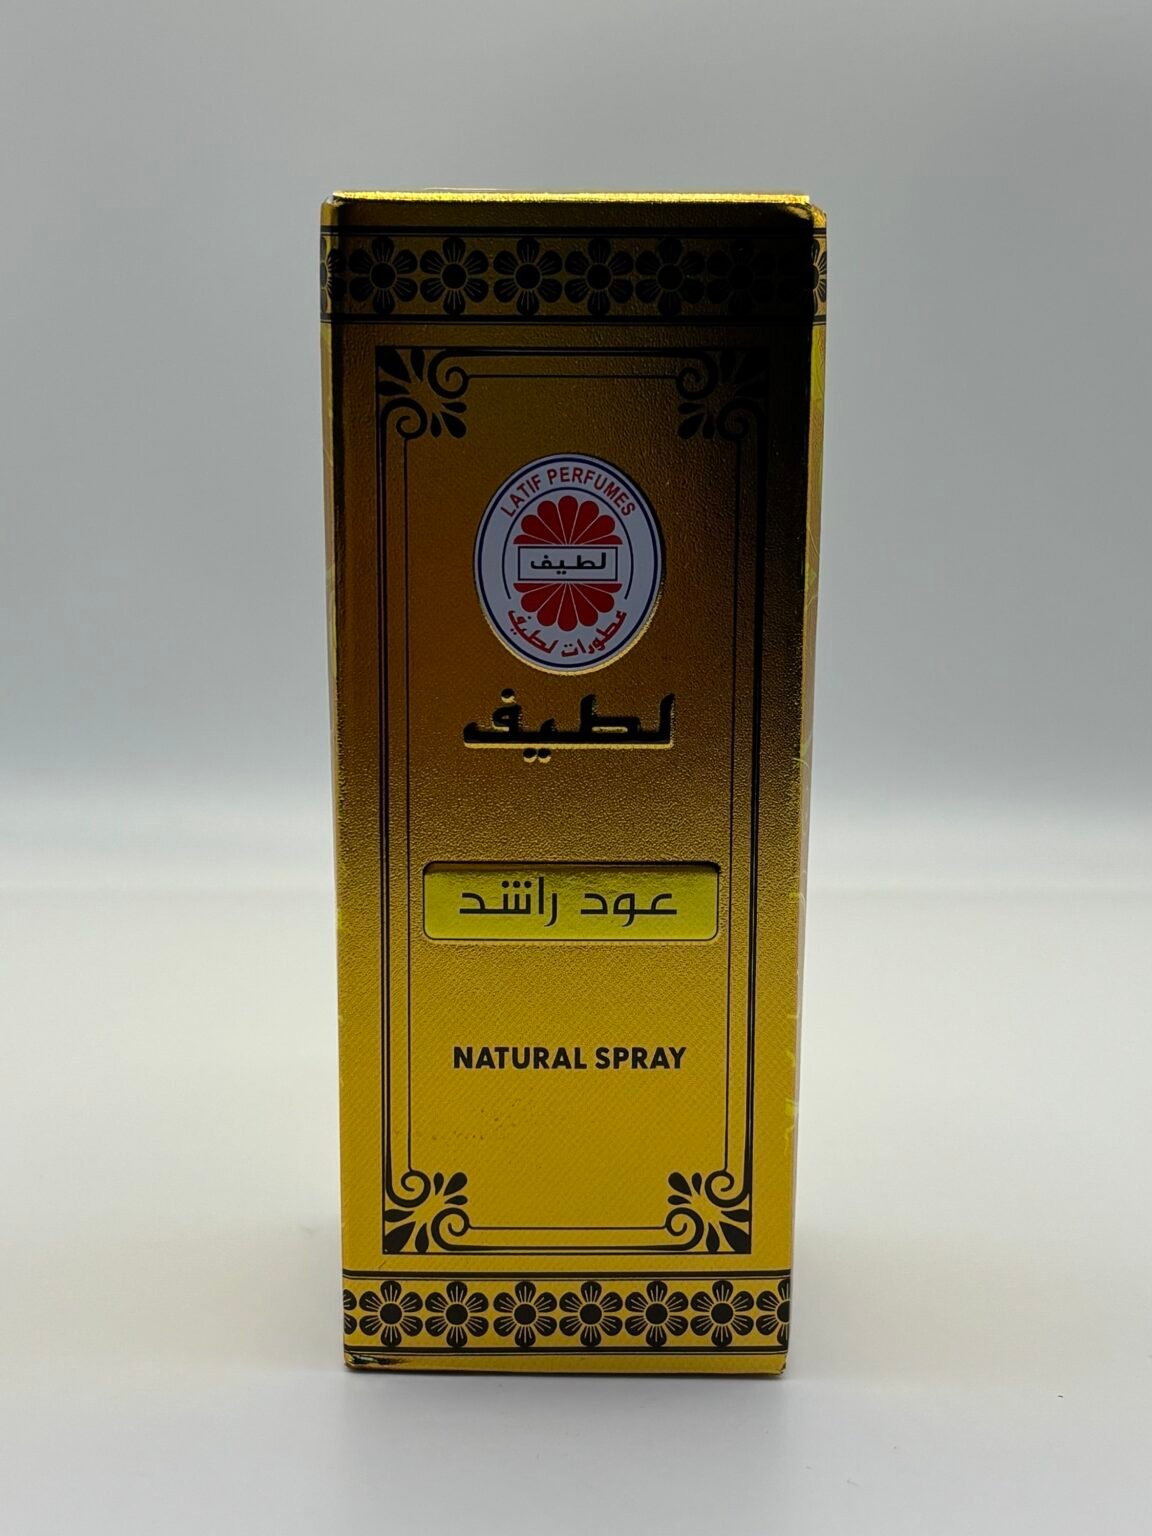 LATIF PERFUMES
لطيف
عطورات لطيف
لطيف
عود راشد
NATURAL SPRAY